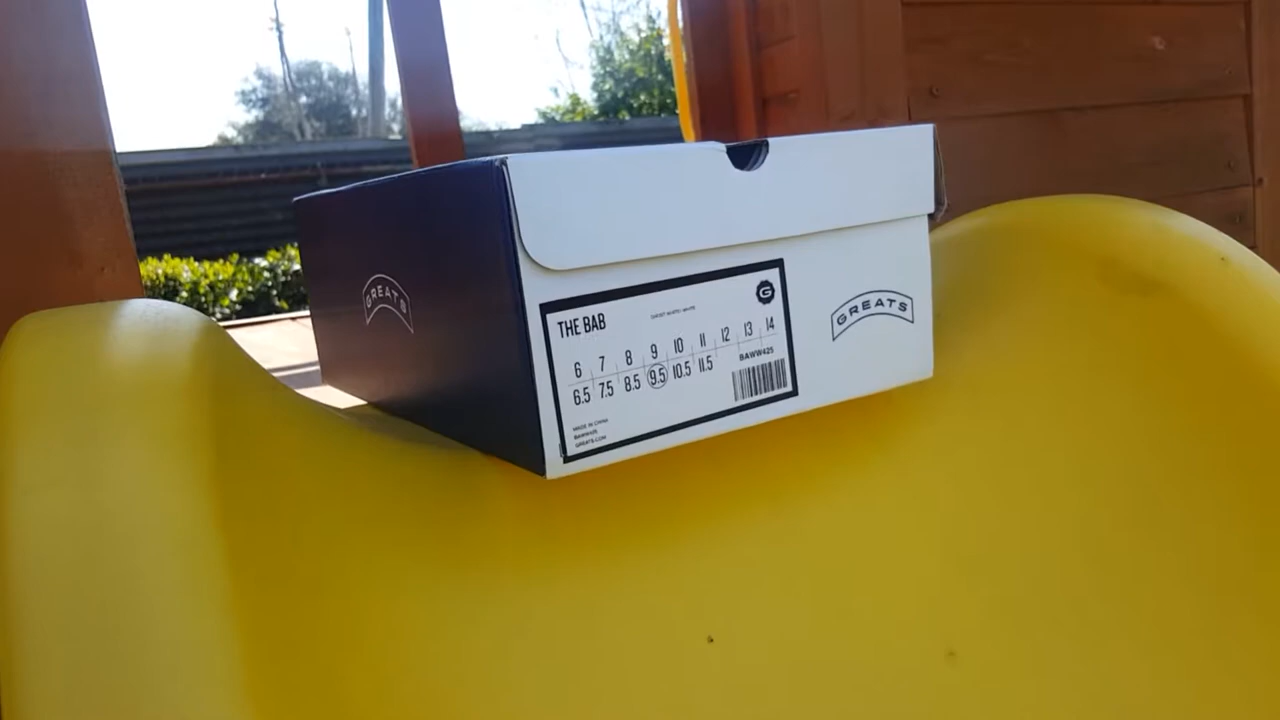 GREATS
THE BAB
G
6 7 8 9 10 11 12 13 14
6.5 7.5 8.5 9.5 10.5 11.5
BAWW425
MADE IN CHINA
GREATS.COM
GREATS